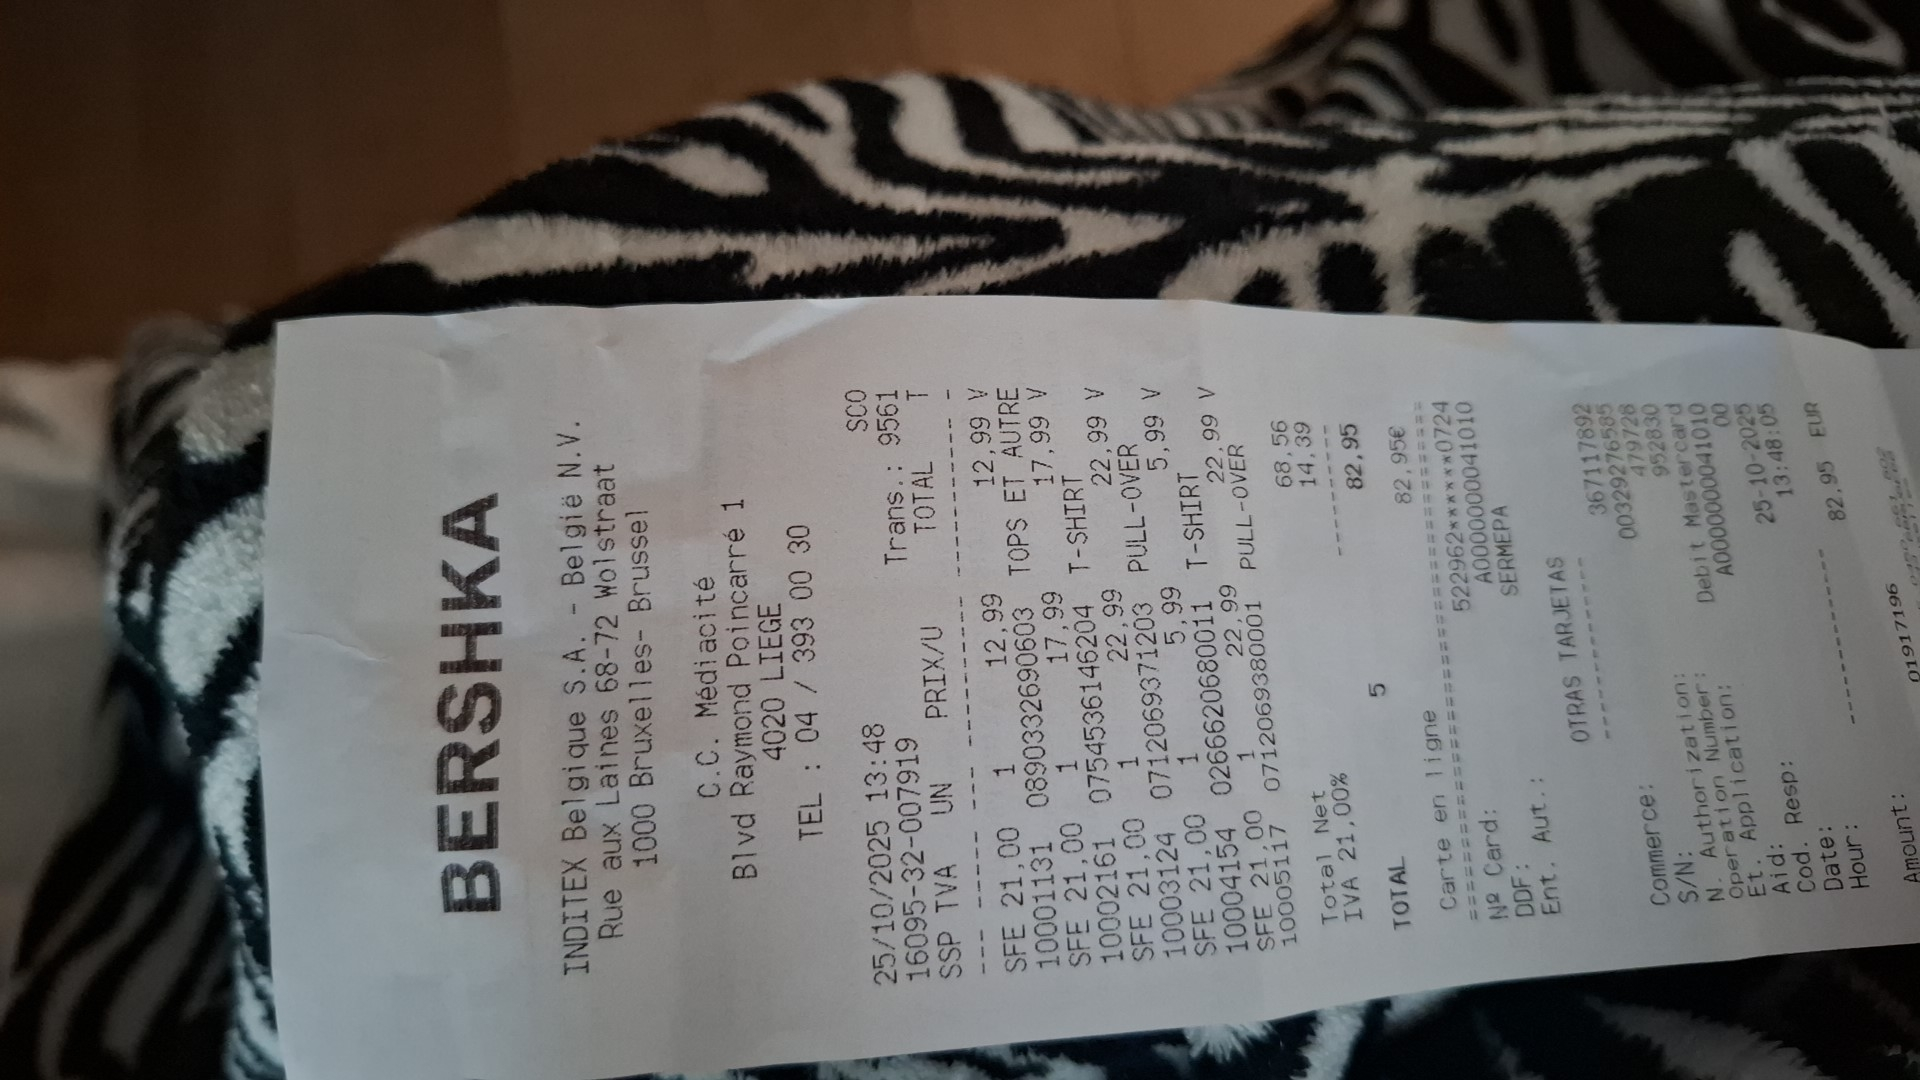 BERSHKA
INDITEX Belgique S.A. - België N.V.
Rue aux Laines 68-72 Wolstraat
1000 Bruxelles- Brussel
C.C. Médiacité
Blvd Raymond Poincarré 1
4020 LIEGE
TEL : 04 / 393 00 30
SCO
25/10/2025 13:48 Trans.: 9561
16095-32-007919
SSP TVA UN PRIX/U TOTAL T
--- ----- --- --------- ---------- -
SFE 21,00 1 12,99 12,99 V
10001131 08903326906​03 TOPS ET AUTRE
SFE 21,00 1 17,99 17,99 V
10002161 07545361462​04 T-SHIRT
SFE 21,00 1 22,99 22,99 V
10003124 0712069371203 PULL-OVER
SFE 21,00 1 5,99 5,99 V
10004154 0266620680011 T-SHIRT
SFE 21,00 1 22,99 22,99 V
10005117 0712069380001 PULL-OVER
Total Net 68,56
IVA 21,00% 14,39
----------
5 82,95
TOTAL 82,95€
Carte en ligne
========================================
Nº Card: 522962******0724
DDF: A0000000041010
Ent. Aut.: SERMEPA
OTRAS TARJETAS
----------------
Commerce: 367117892
S/N: 00329276585
N. Authorization: 479728
Operation Number: 952830
Et. Application: Debit Mastercard
Aid: A0000000041010
Cod. Resp: 00
Date: 25-10-2025
Hour: 13:48:05
---------------
Amount: 82.95 EUR
01917196